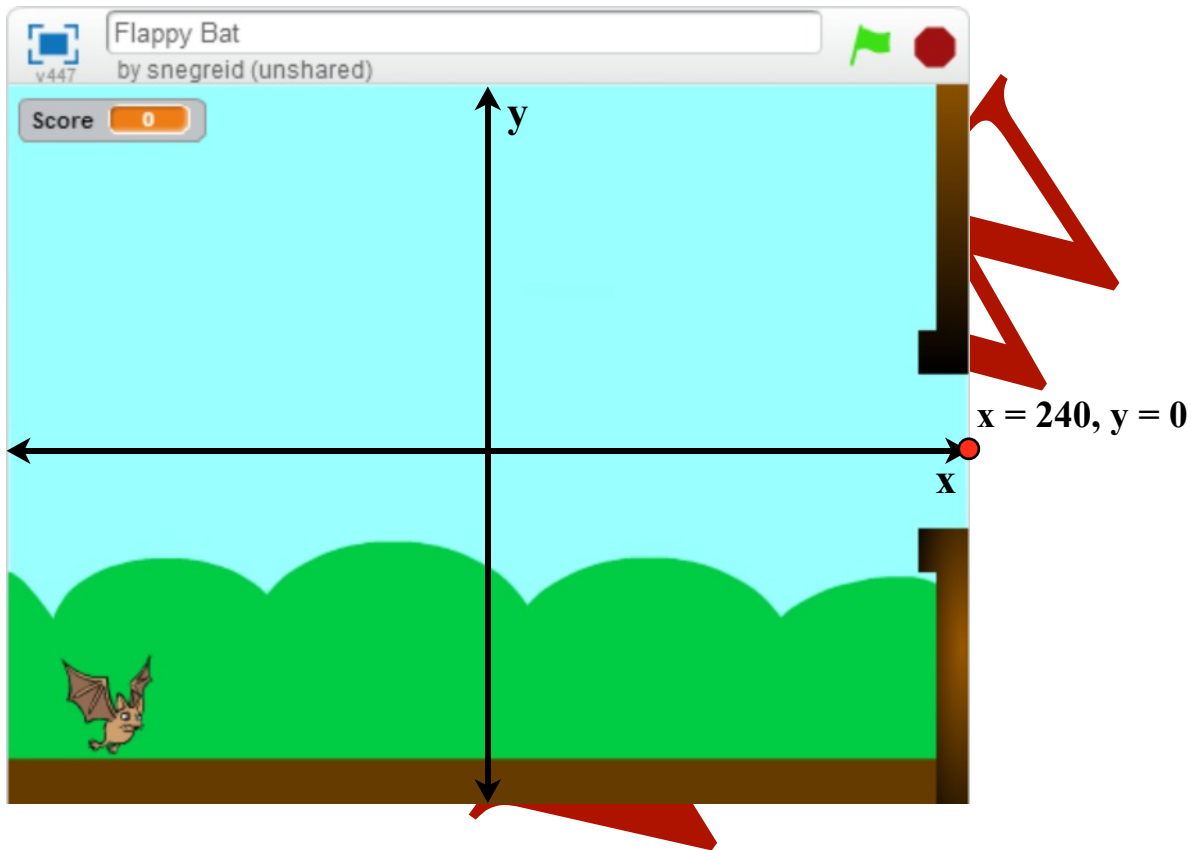 Flappy Bat
v447
by snegreid (unshared)
Score 0
y
x = 240, y = 0
x